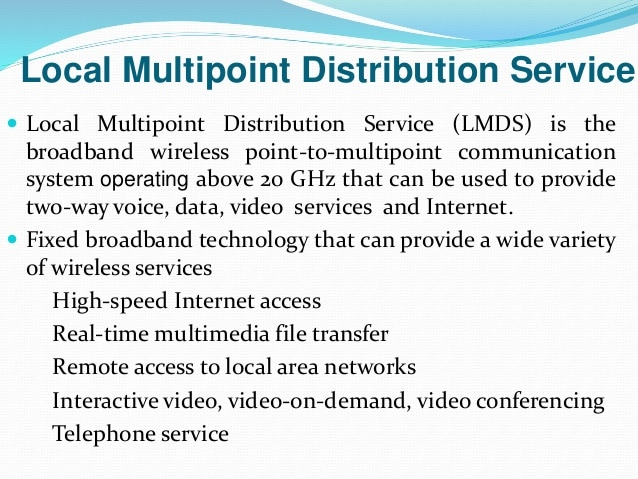 Local Multipoint Distribution Service
• Local Multipoint Distribution Service (LMDS) is the
broadband wireless point-to-multipoint communication
system operating above 20 GHz that can be used to provide
two-way voice, data, video services and Internet.
• Fixed broadband technology that can provide a wide variety
of wireless services
High-speed Internet access
Real-time multimedia file transfer
Remote access to local area networks
Interactive video, video-on-demand, video conferencing
Telephone service